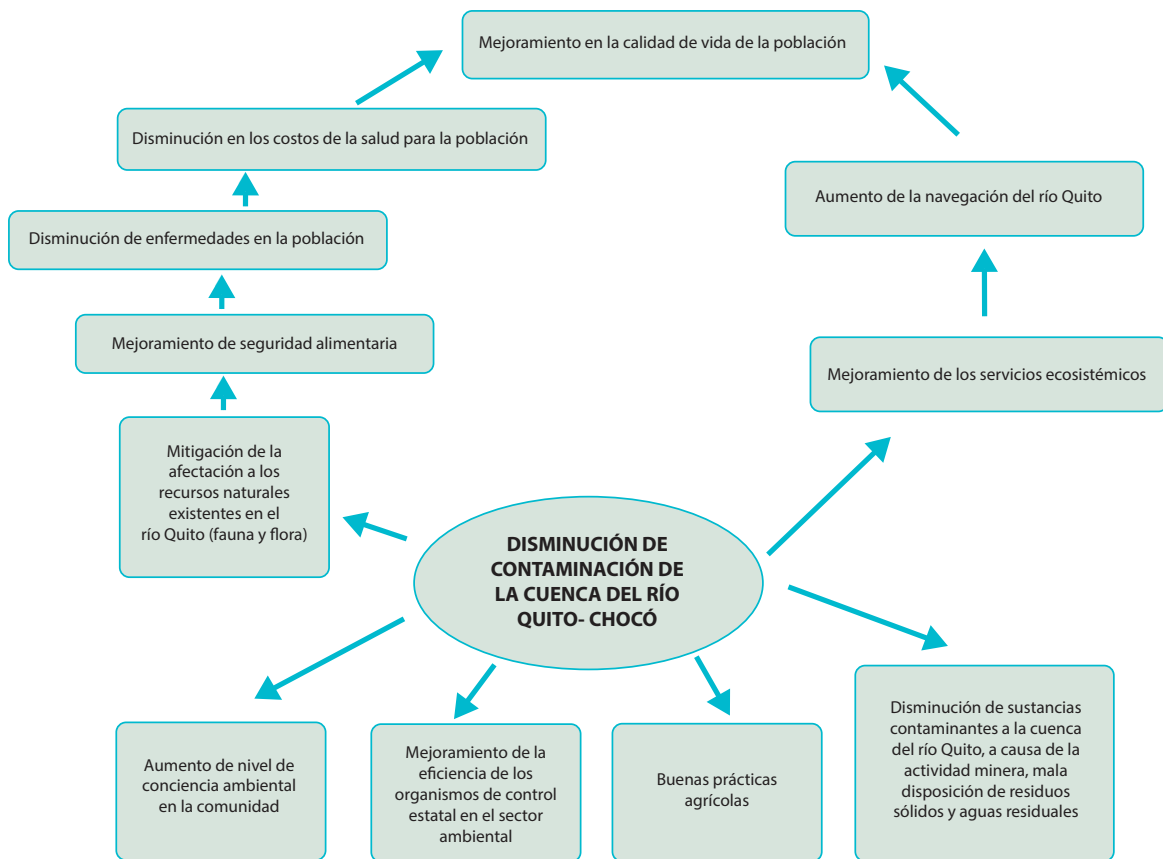 Mejoramiento en la calidad de vida de la población
Disminución en los costos de la salud para la población
Aumento de la navegación del río Quito
Disminución de enfermedades en la población
Mejoramiento de seguridad alimentaria
Mejoramiento de los servicios ecosistémicos
Mitigación de la
afectación a los
recursos naturales
existentes en el
río Quito (fauna y flora)
DISMINUCIÓN DE
CONTAMINACIÓN DE
LA CUENCA DEL RÍO
QUITO- CHOCÓ
Aumento de nivel de
conciencia ambiental
en la comunidad
Mejoramiento de la
eficiencia de los
organismos de control
estatal en el sector
ambiental
Buenas prácticas
agrícolas
Disminución de sustancias
contaminantes a la cuenca
del río Quito, a causa de la
actividad minera, mala
disposición de residuos
sólidos y aguas residuales